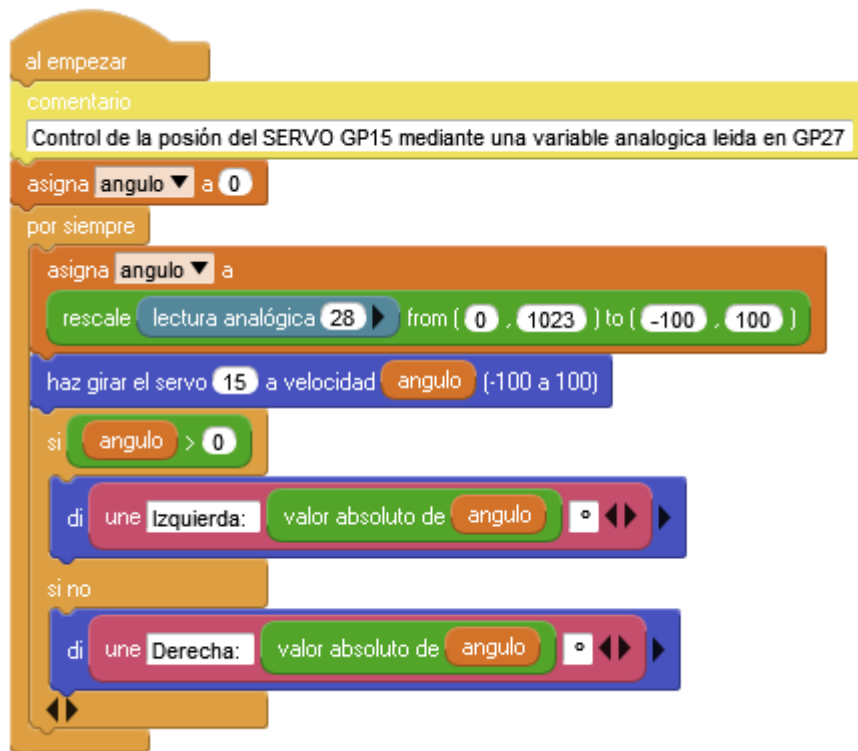 al empezar
comentario
Control de la posión del SERVO GP15 mediante una variable analogica leida en GP27
asigna angulo a 0
por siempre
asigna angulo a
rescale lectura analógica 28 from ( 0 , 1023 ) to ( -100 , 100 )
haz girar el servo 15 a velocidad angulo (-100 a 100)
si angulo > 0
di une Izquierda: valor absoluto de angulo °
si no
di une Derecha: valor absoluto de angulo °